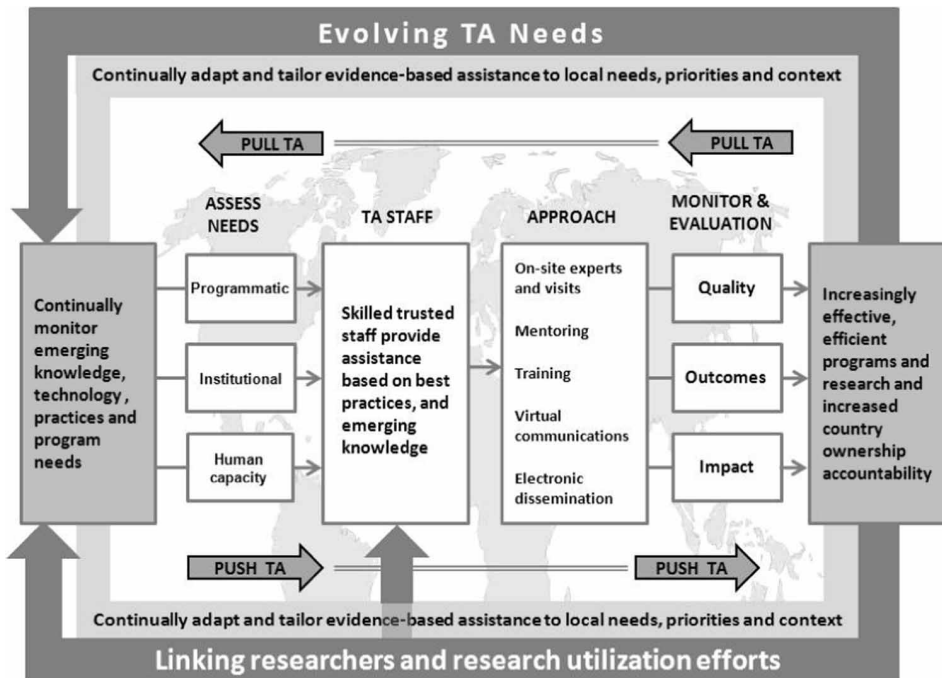 Evolving TA Needs
Continually adapt and tailor evidence-based assistance to local needs, priorities and context
PULL TA
PULL TA
ASSESS
NEEDS
TA STAFF
APPROACH
MONITOR &
EVALUATION
Continually
monitor
emerging
knowledge,
technology,
practices and
program
needs
Programmatic
Institutional
Human
capacity
Skilled trusted
staff provide
assistance
based on best
practices, and
emerging
knowledge
On-site experts
and visits
Mentoring
Training
Virtual
communications
Electronic
dissemination
Quality
Outcomes
Impact
Increasingly
effective,
efficient
programs and
research and
increased
country
ownership
accountability
PUSH TA
PUSH TA
Continually adapt and tailor evidence-based assistance to local needs, priorities and context
Linking researchers and research utilization efforts